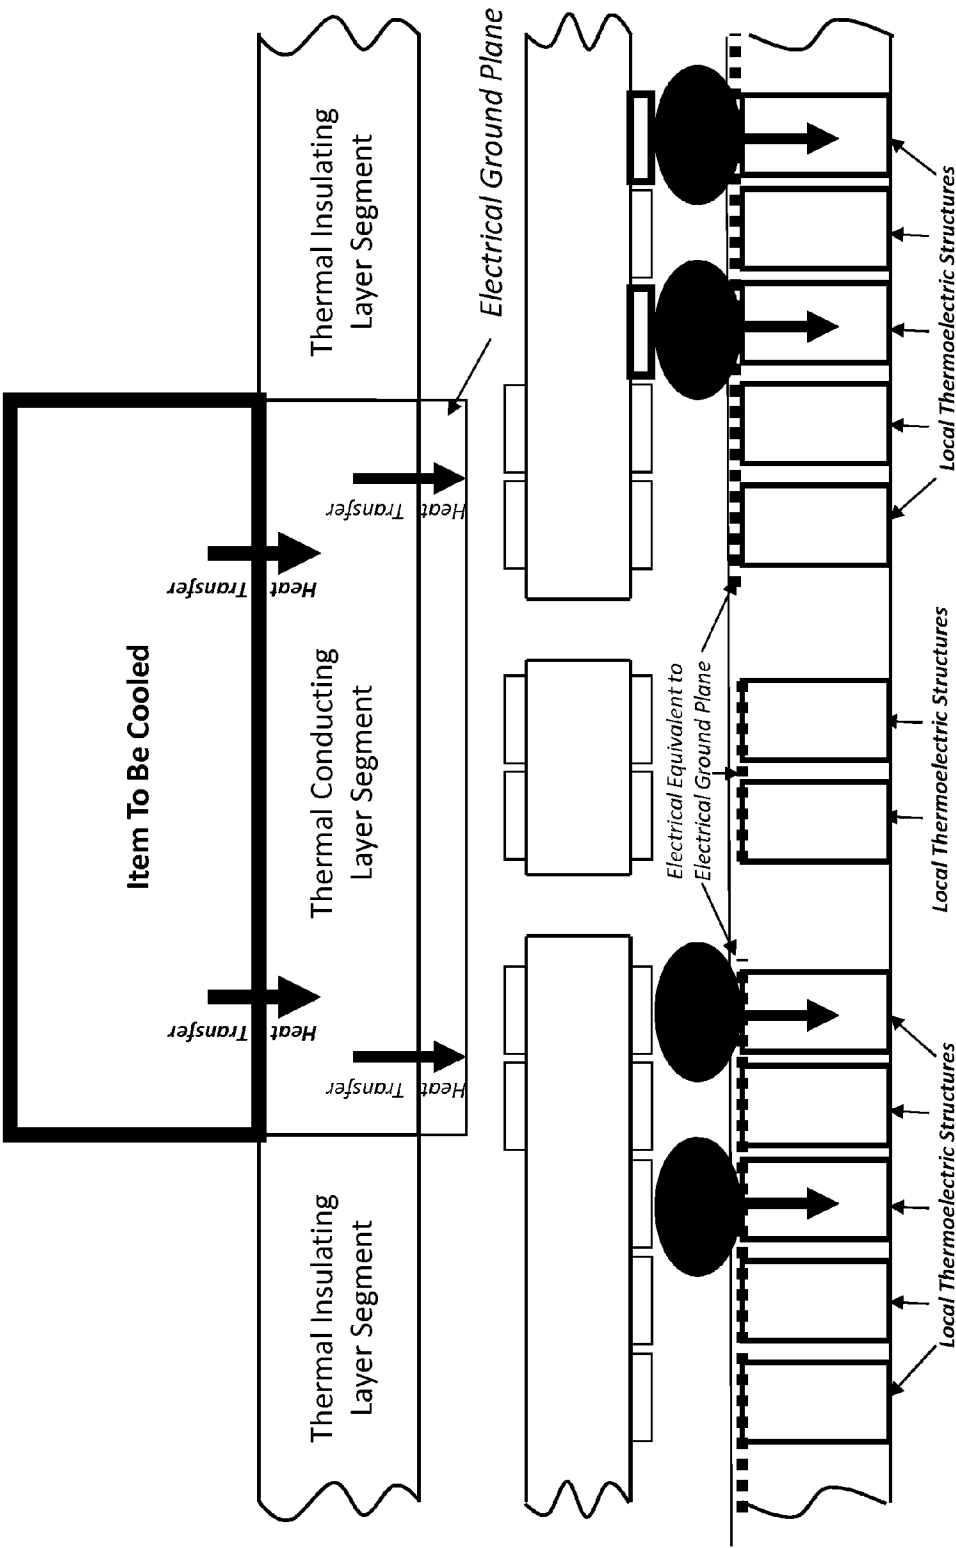 Item To Be Cooled
Heat Transfer
Heat Transfer
Thermal Insulating
Layer Segment
Thermal Conducting
Layer Segment
Thermal Insulating
Layer Segment
Heat Transfer
Heat Transfer
Electrical Ground Plane
Electrical Equivalent to
Electrical Ground Plane
Local Thermoelectric Structures
Local Thermoelectric Structures
Local Thermoelectric Structures